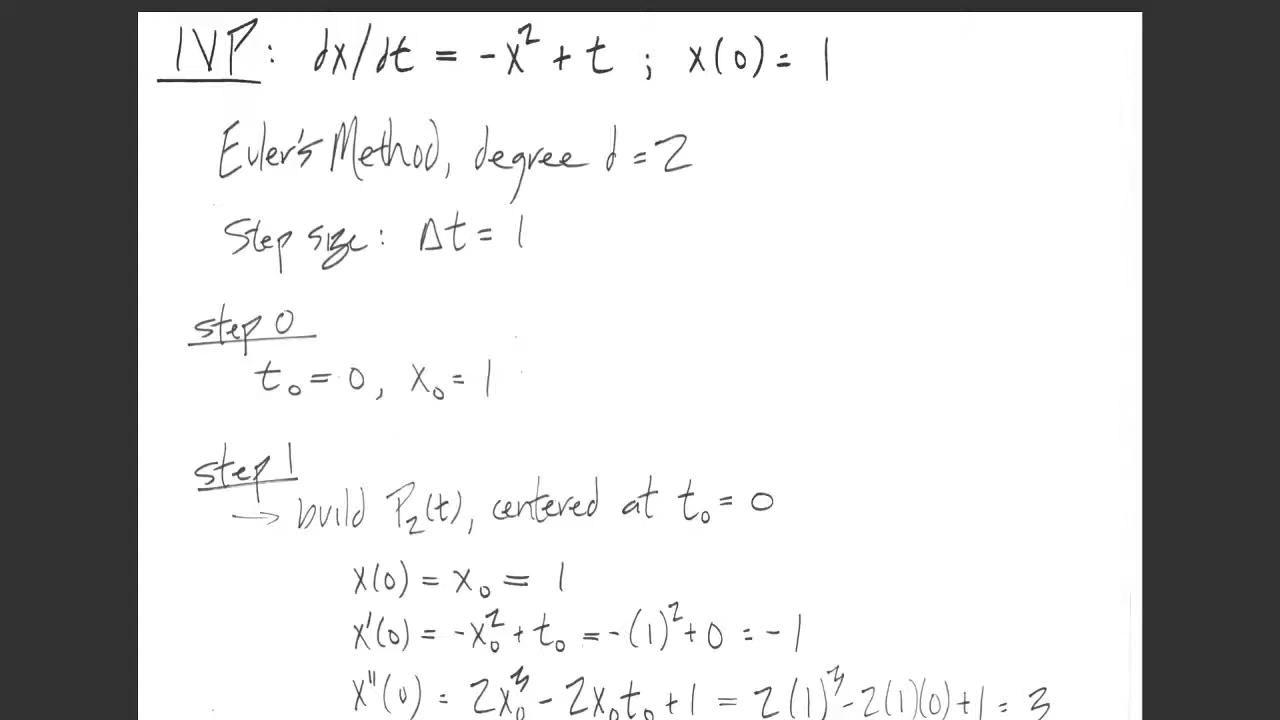 IVP: dx/dt = -x² + t ; x(0) = 1
Euler's Method, degree d = 2
Step size: Δt = 1
step 0
t₀ = 0, x₀ = 1
step 1
→ build P₂(t), centered at t₀ = 0
x(0) = x₀ = 1
x'(0) = -x₀² + t₀ = -(1)² + 0 = -1
x''(0) = 2x₀³ - 2x₀t₀ + 1 = 2(1)³ - 2(1)(0) + 1 = 3